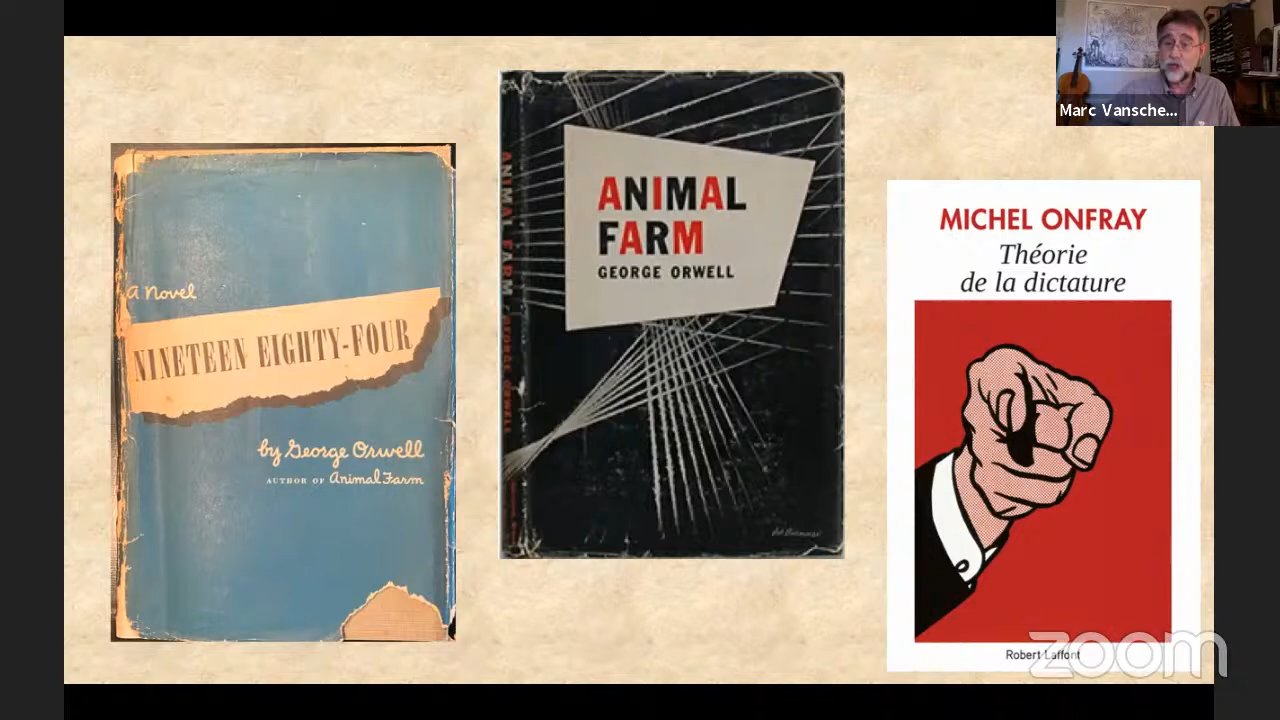 Marc Vansche...
a Novel
NINETEEN EIGHTY-FOUR
by George Orwell
AUTHOR OF Animal Farm
ANIMAL FARM GEORGE ORWELL
ANIMAL
FARM
GEORGE ORWELL
MICHEL ONFRAY
Théorie
de la dictature
Robert Laffont
zoom